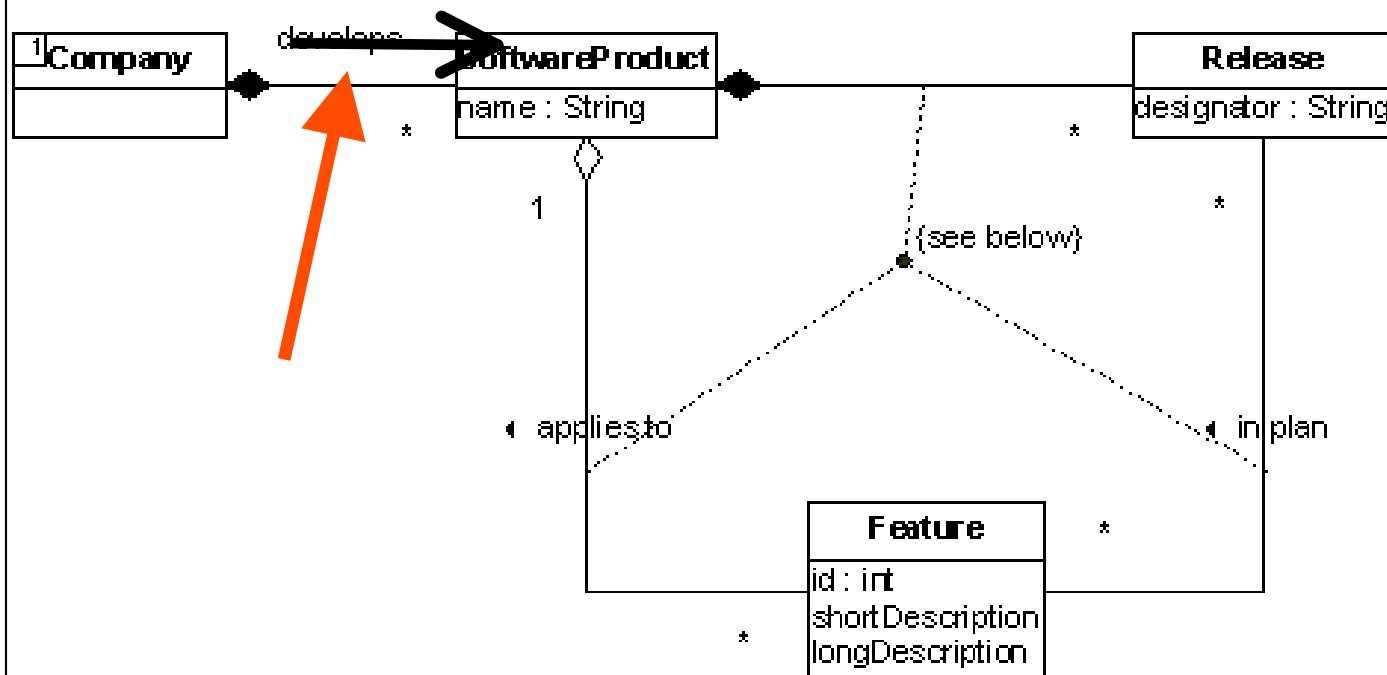 develops
1
Company
SoftwareProduct
Release
name : String
designator : String
*
*
1
*
{see below}
applies to
in plan
Feature
*
id : int
shortDescription
longDescription
*